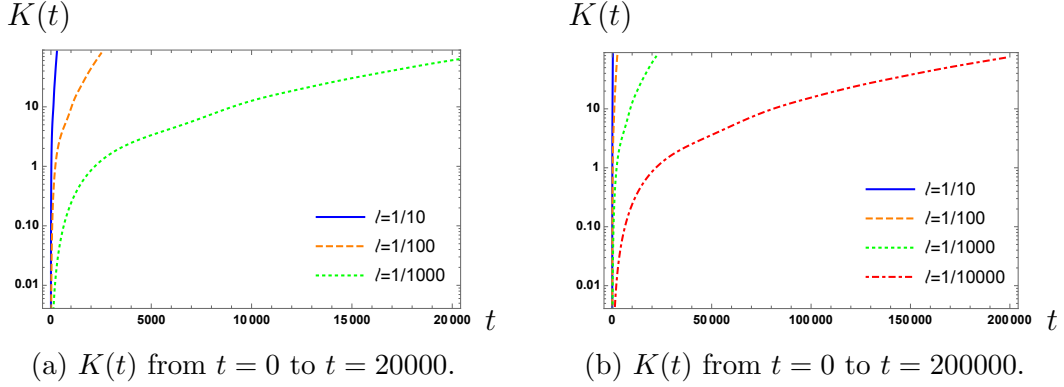 K(t)
10
1
0.10
0.01
0 5000 10 000 15 000 20 000 t
ℓ=1/10
ℓ=1/100
ℓ=1/1000
(a) K(t) from t = 0 to t = 20000.
K(t)
10
1
0.10
0.01
0 50 000 100 000 150 000 200 000 t
ℓ=1/10
ℓ=1/100
ℓ=1/1000
ℓ=1/10000
(b) K(t) from t = 0 to t = 200000.